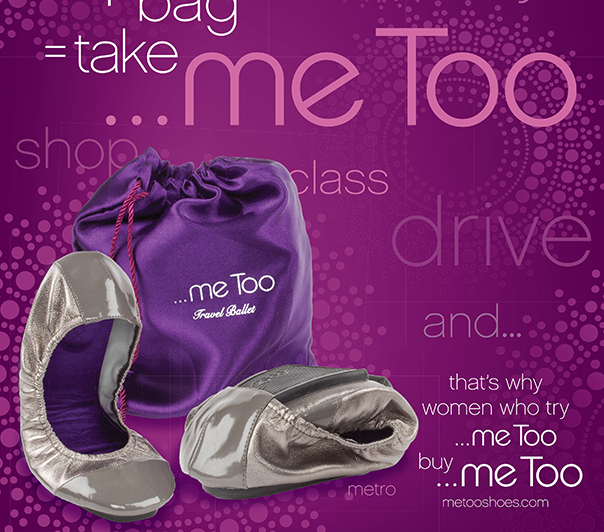 bag
= take
...me Too
shop
class
drive
...me Too
Travel Ballet
and...
that's why
women who try
...me Too
buy ...me Too
metro
metooshoes.com